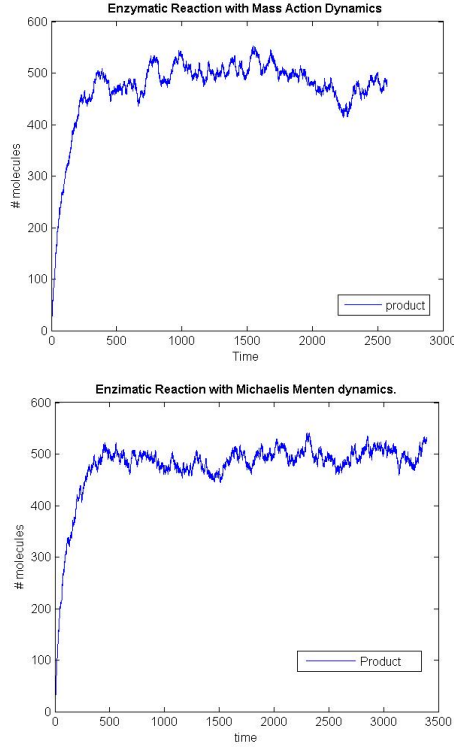 Enzymatic Reaction with Mass Action Dynamics
600
500
400
300
200
100
0
# molecules
product
0 500 1000 1500 2000 2500 3000
Time
Enzimatic Reaction with Michaelis Menten dynamics.
600
500
400
300
200
100
0
# molecules
Product
0 500 1000 1500 2000 2500 3000 3500
time